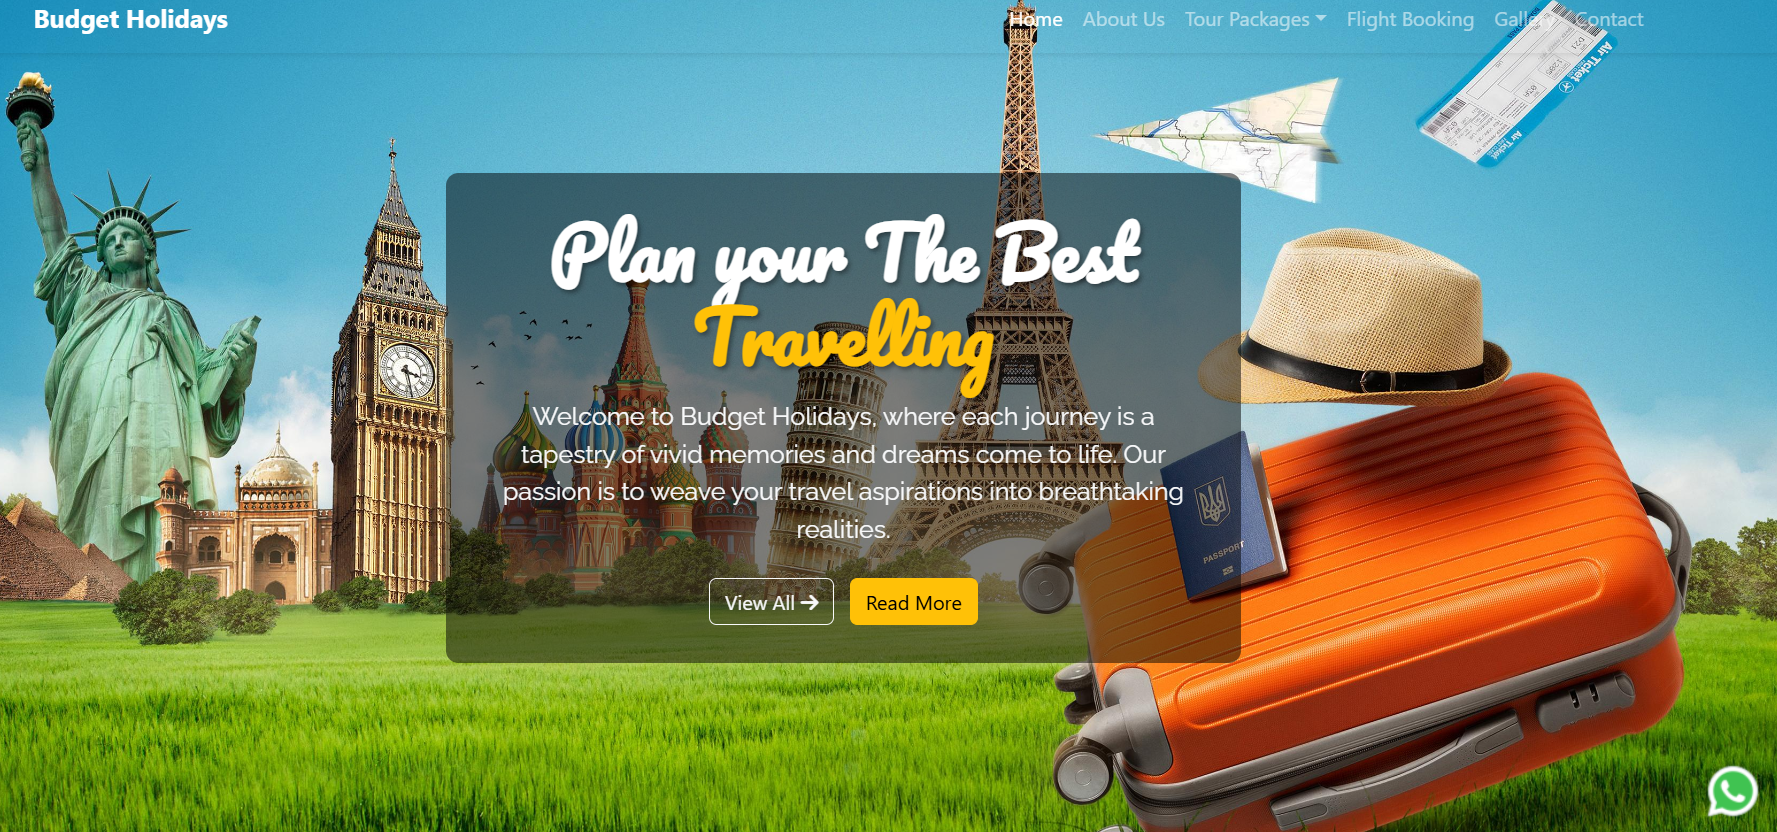 Budget Holidays
Home About Us Tour Packages Flight Booking Gallery Contact
Air Ticket
Air Ticket
Plan your The Best
Travelling
Welcome to Budget Holidays, where each journey is a
tapestry of vivid memories and dreams come to life. Our
passion is to weave your travel aspirations into breathtaking
realities.
PASSPORT
View All →
Read More